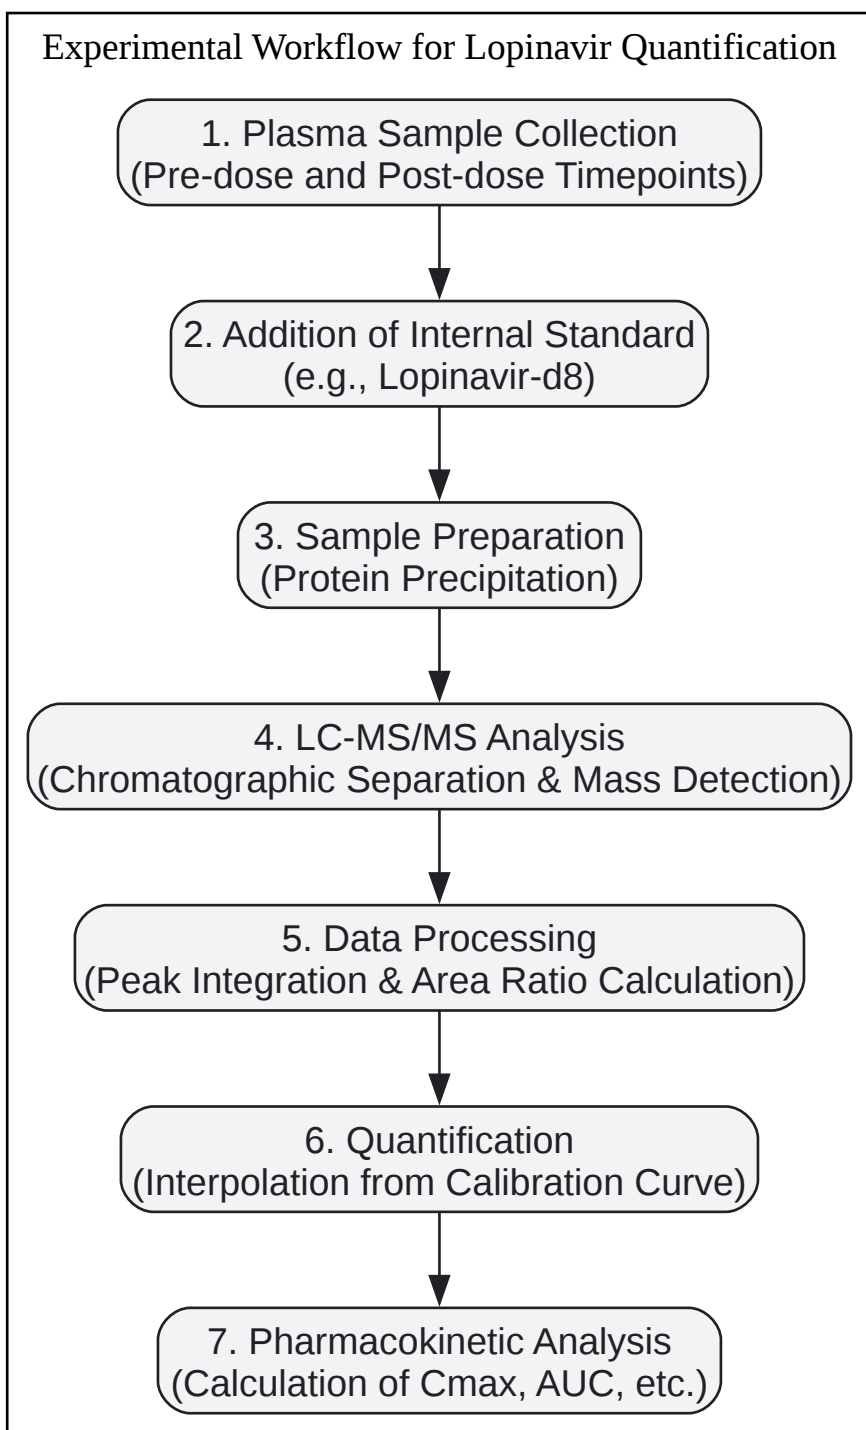 Experimental Workflow for Lopinavir Quantification
1. Plasma Sample Collection
(Pre-dose and Post-dose Timepoints)
2. Addition of Internal Standard
(e.g., Lopinavir-d8)
3. Sample Preparation
(Protein Precipitation)
4. LC-MS/MS Analysis
(Chromatographic Separation & Mass Detection)
5. Data Processing
(Peak Integration & Area Ratio Calculation)
6. Quantification
(Interpolation from Calibration Curve)
7. Pharmacokinetic Analysis
(Calculation of Cmax, AUC, etc.)